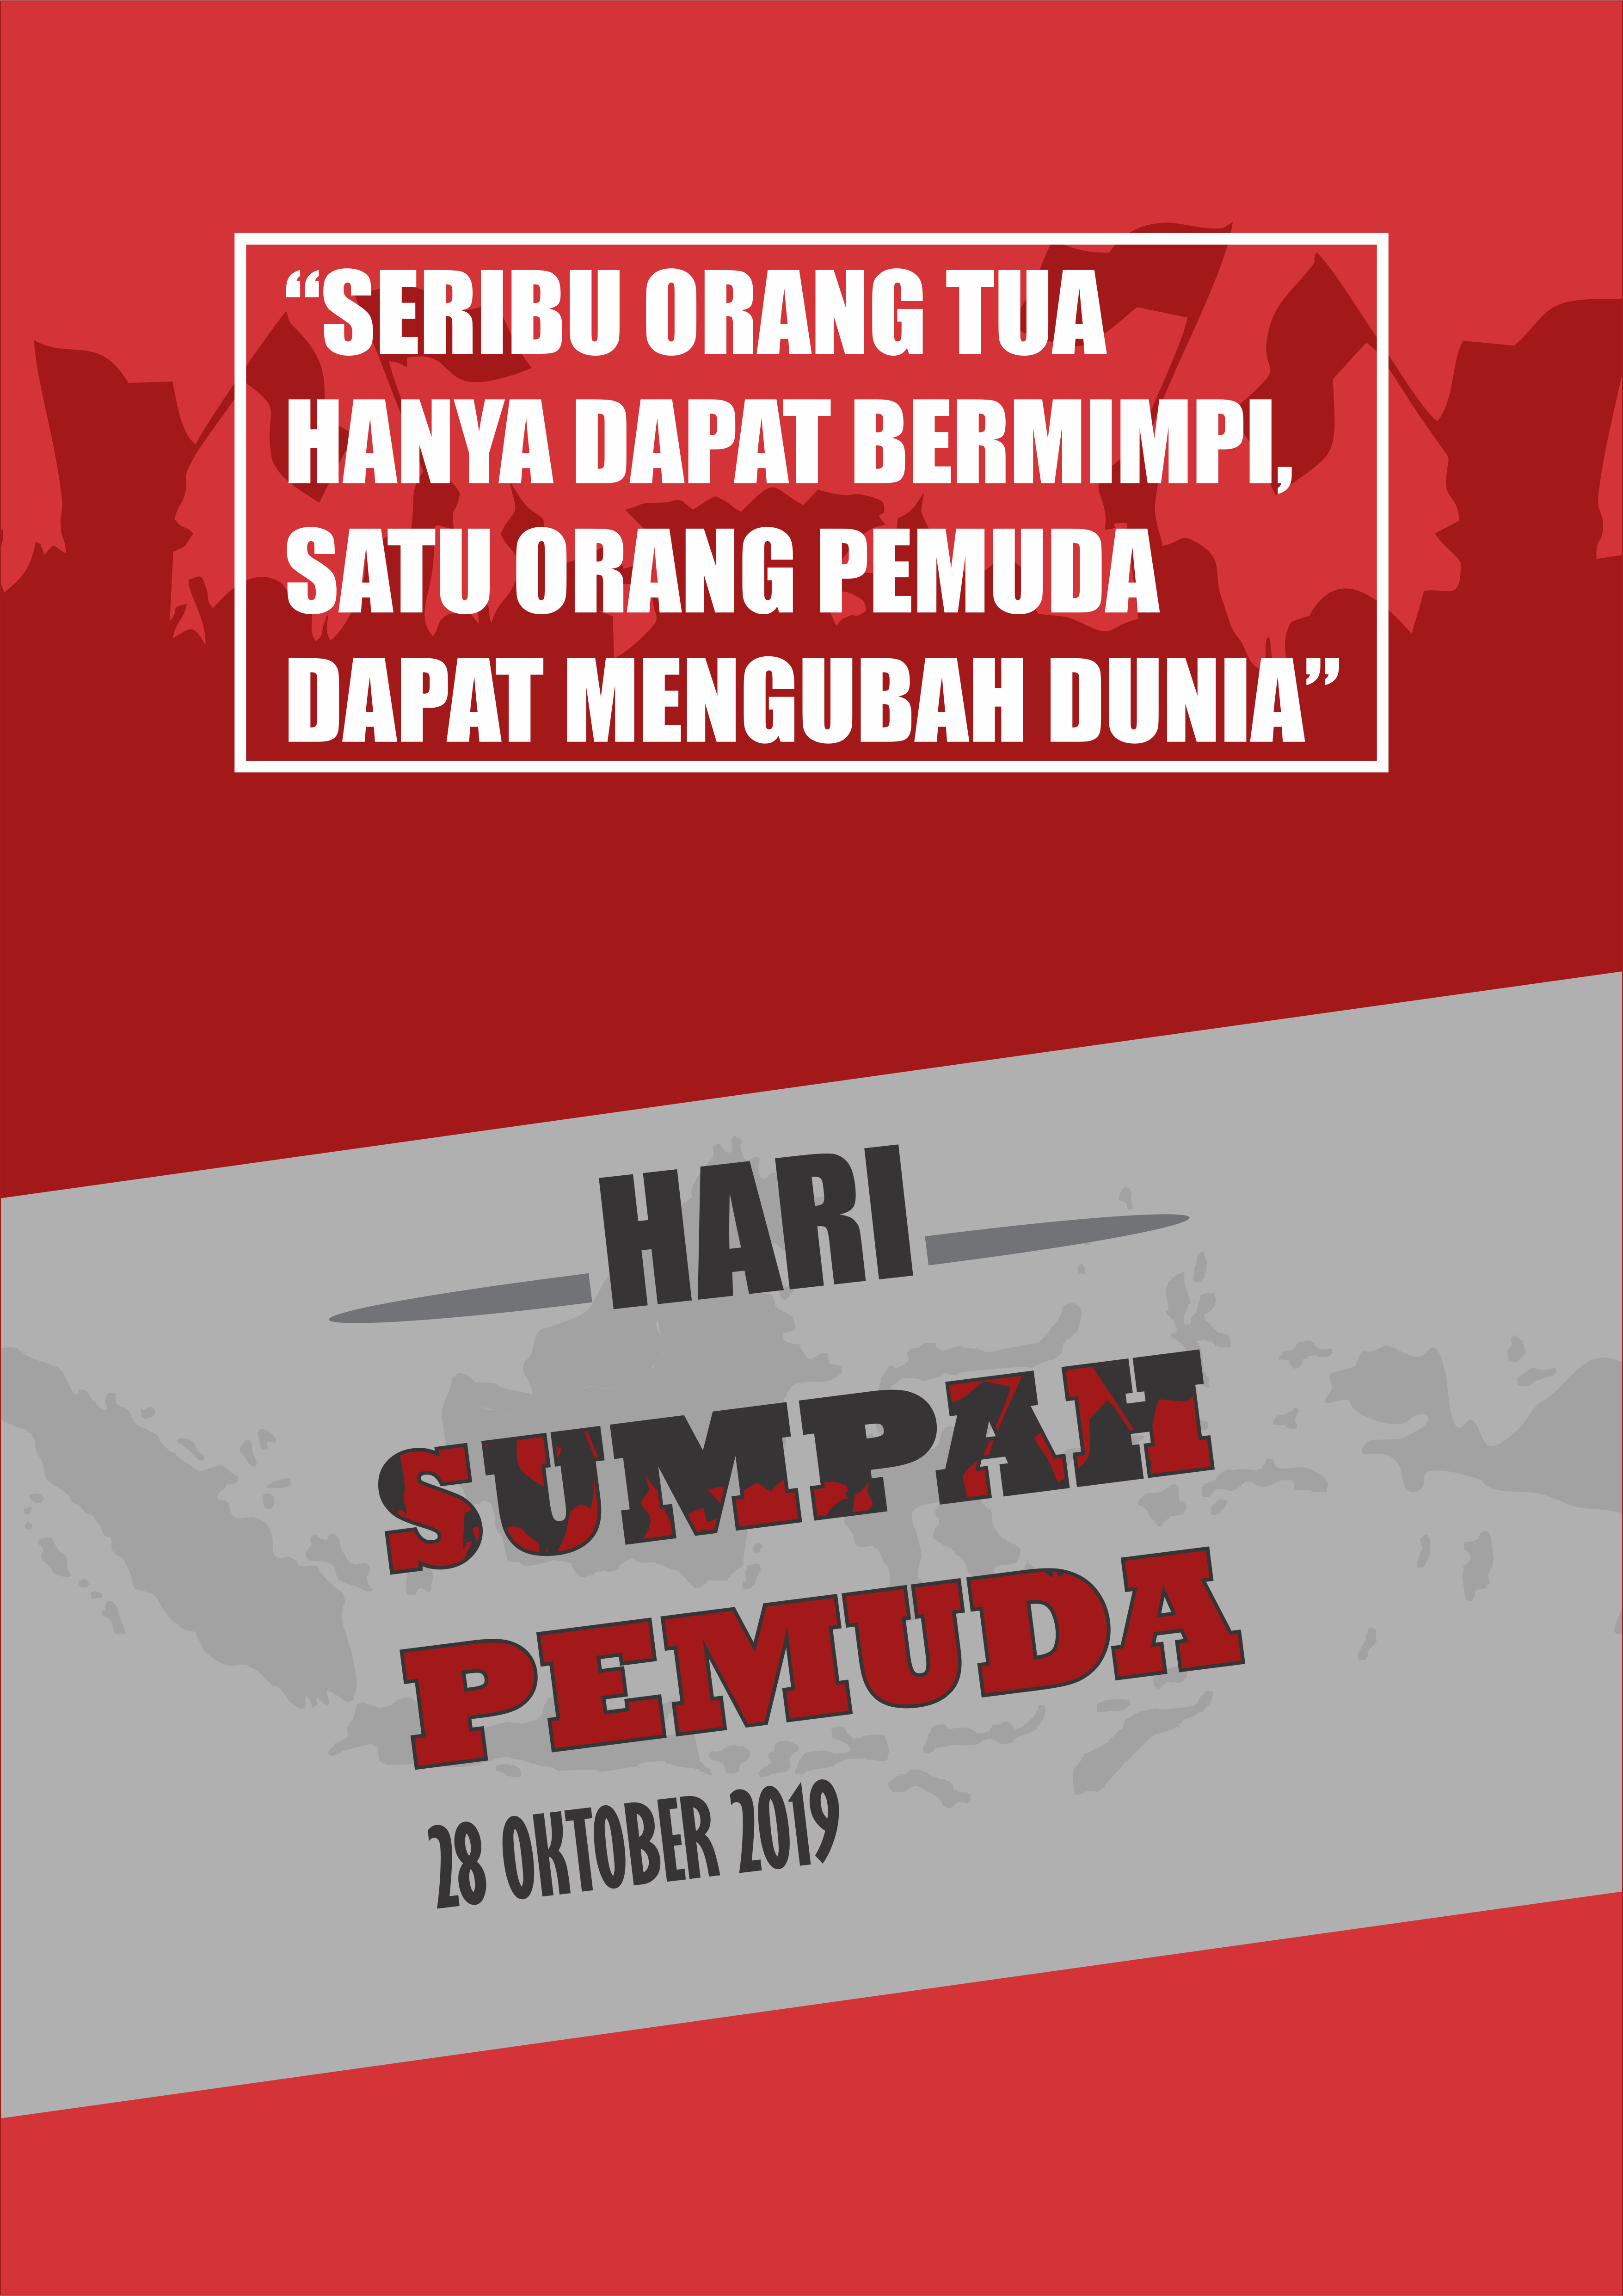 “SERIBU ORANG TUA
HANYA DAPAT BERMIMPI,
SATU ORANG PEMUDA
DAPAT MENGUBAH DUNIA”
HARI
SUMPAH
PEMUDA
28 OKTOBER 2019